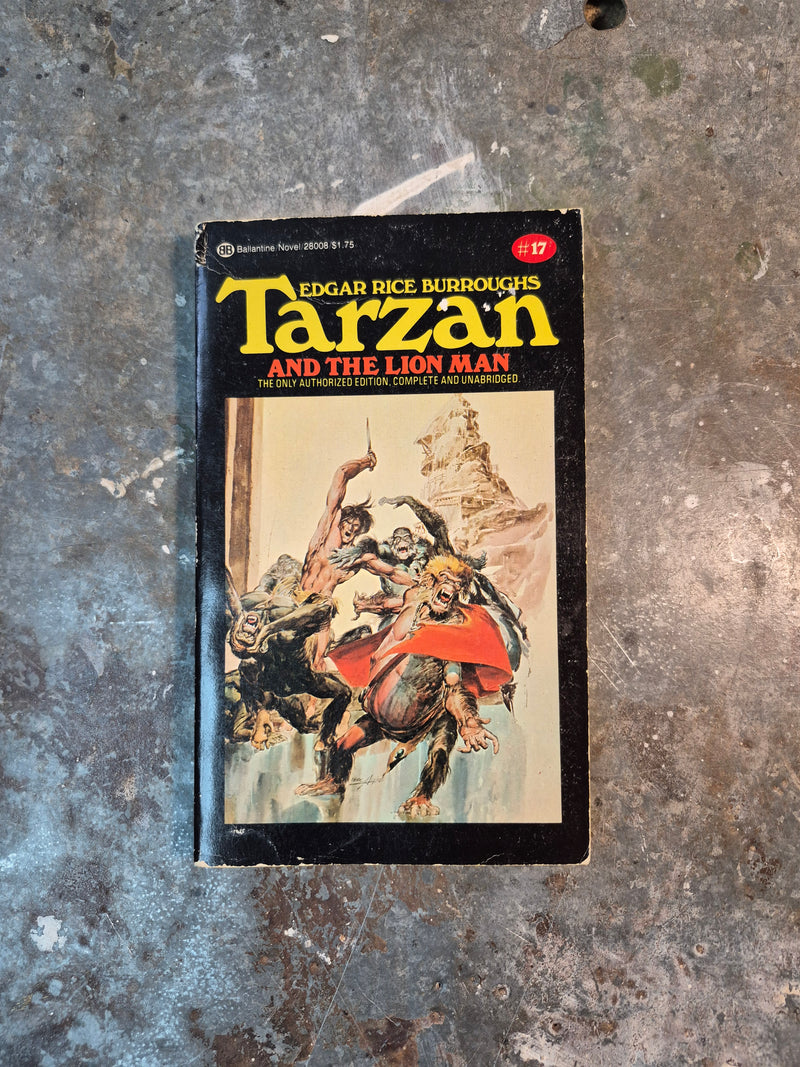 BB Ballantine/Novel/28008/$1.75
#17
EDGAR RICE BURROUGHS
Tarzan
AND THE LION MAN
THE ONLY AUTHORIZED EDITION, COMPLETE AND UNABRIDGED.